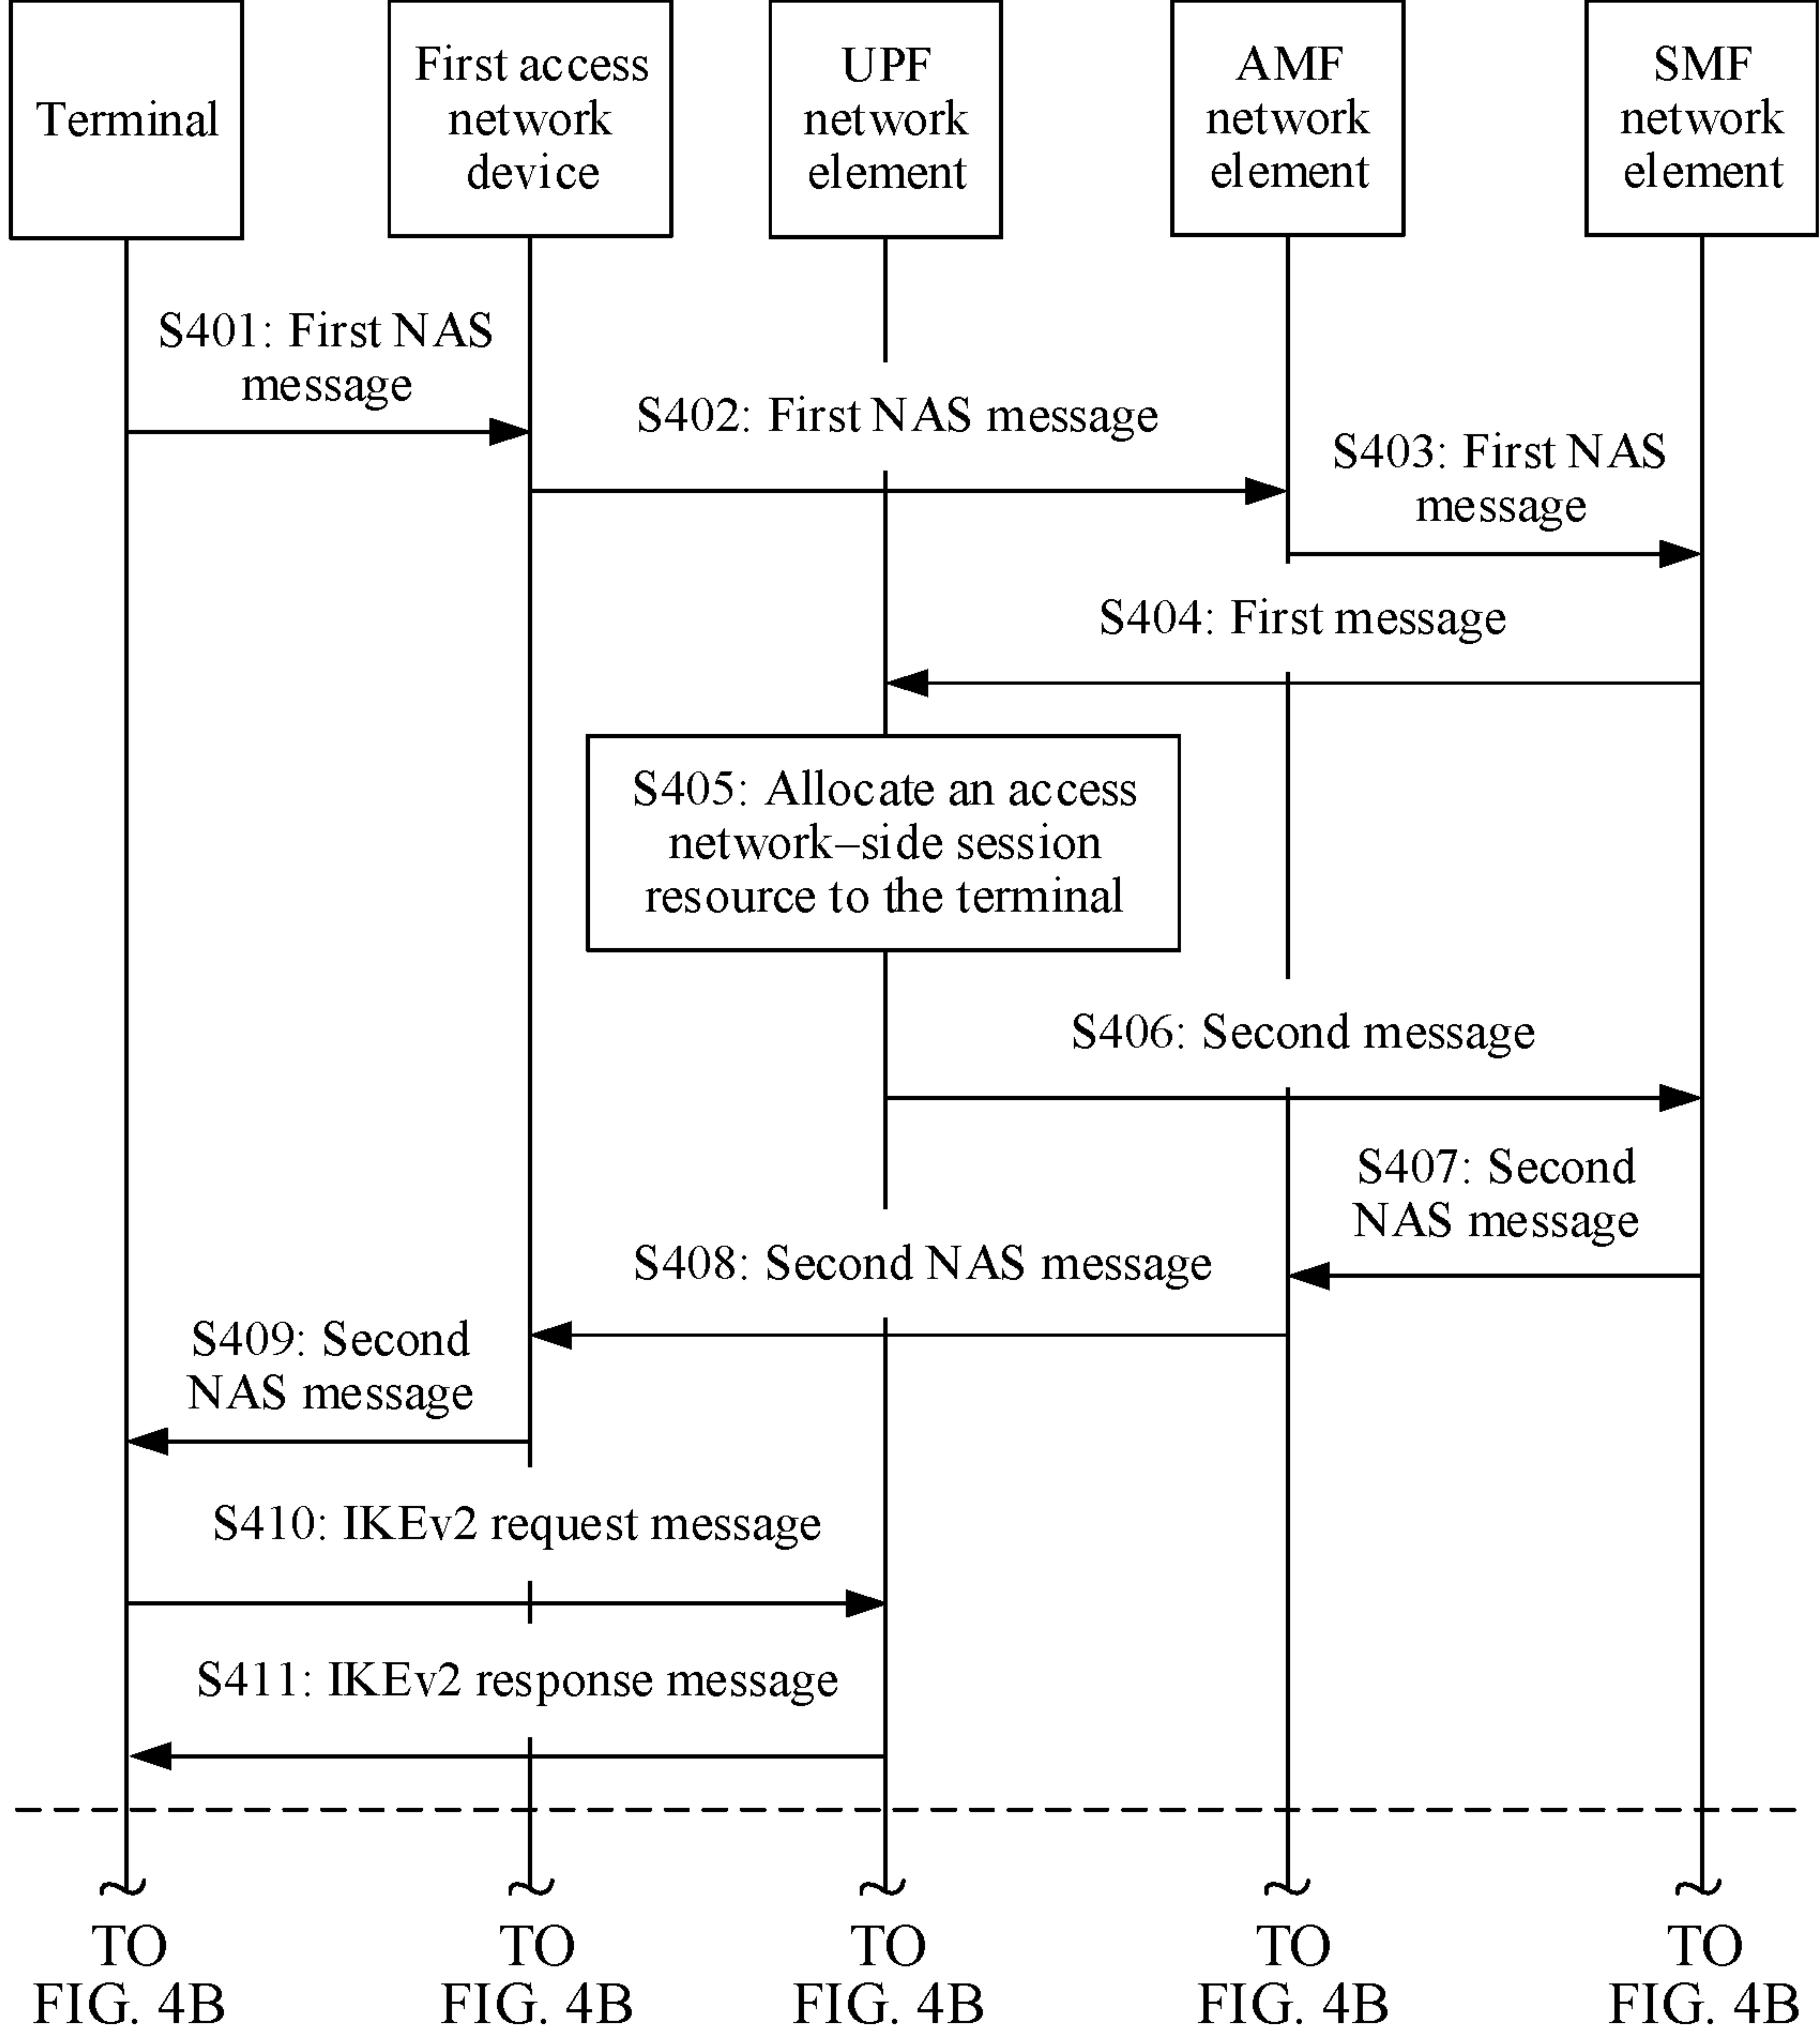 Terminal
First access
network
device
UPF
network
element
AMF
network
element
SMF
network
element
S401: First NAS
message
S402: First NAS message
S403: First NAS
message
S404: First message
S405: Allocate an access
network–side session
resource to the terminal
S406: Second message
S407: Second
NAS message
S408: Second NAS message
S409: Second
NAS message
S410: IKEv2 request message
S411: IKEv2 response message
TO
FIG. 4B
TO
FIG. 4B
TO
FIG. 4B
TO
FIG. 4B
TO
FIG. 4B